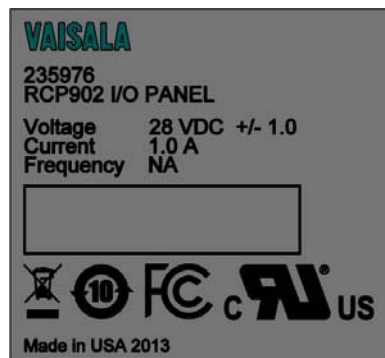 VAISALA
235976
RCP902 I/O PANEL
Voltage 28 VDC +/- 1.0
Current 1.0 A
Frequency NA
10 FC c RU US
Made in USA 2013